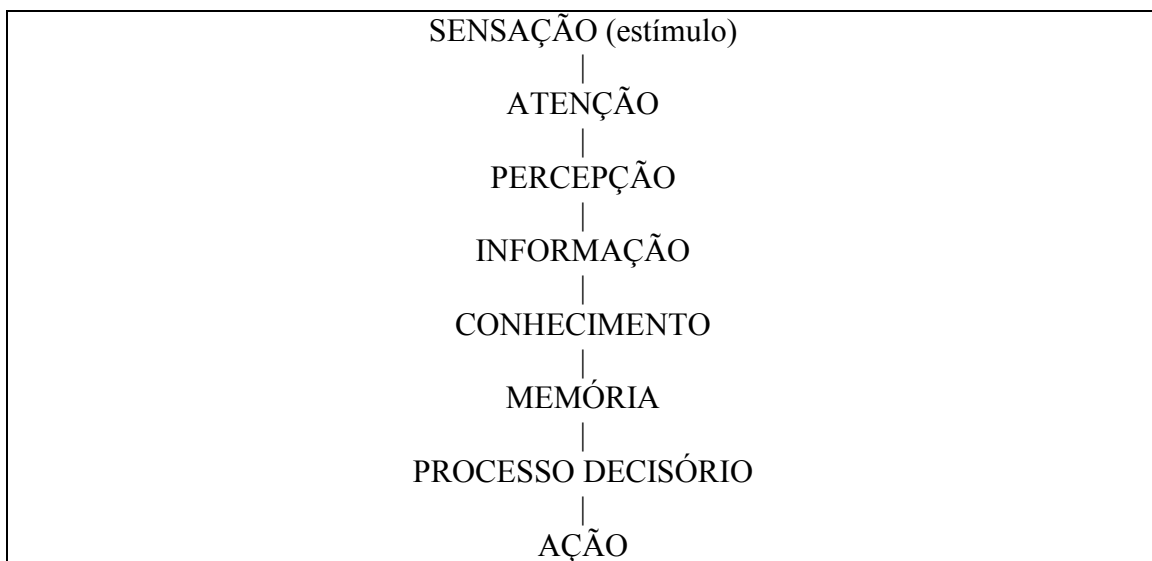 SENSAÇÃO (estímulo)
ATENÇÃO
PERCEPÇÃO
INFORMAÇÃO
CONHECIMENTO
MEMÓRIA
PROCESSO DECISÓRIO
AÇÃO